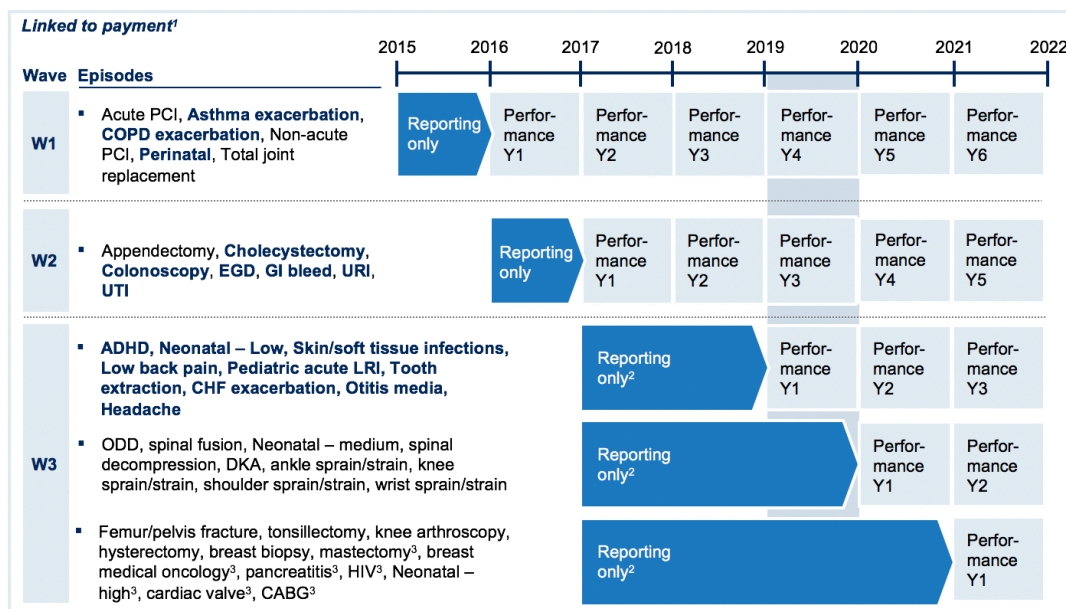 Linked to payment¹
2015 2016 2017 2018 2019 2020 2021 2022
Wave Episodes
W1
▪ Acute PCI, Asthma exacerbation,
COPD exacerbation, Non-acute
PCI, Perinatal, Total joint
replacement
Reporting
only
Perfor-
mance
Y1
Perfor-
mance
Y2
Perfor-
mance
Y3
Perfor-
mance
Y4
Perfor-
mance
Y5
Perfor-
mance
Y6
W2
▪ Appendectomy, Cholecystectomy,
Colonoscopy, EGD, GI bleed, URI,
UTI
Reporting
only
Perfor-
mance
Y1
Perfor-
mance
Y2
Perfor-
mance
Y3
Perfor-
mance
Y4
Perfor-
mance
Y5
W3
▪ ADHD, Neonatal – Low, Skin/soft tissue infections,
Low back pain, Pediatric acute LRI, Tooth
extraction, CHF exacerbation, Otitis media,
Headache
Reporting
only²
Perfor-
mance
Y1
Perfor-
mance
Y2
Perfor-
mance
Y3
▪ ODD, spinal fusion, Neonatal – medium, spinal
decompression, DKA, ankle sprain/strain, knee
sprain/strain, shoulder sprain/strain, wrist sprain/strain
Reporting
only²
Perfor-
mance
Y1
Perfor-
mance
Y2
▪ Femur/pelvis fracture, tonsillectomy, knee arthroscopy,
hysterectomy, breast biopsy, mastectomy³, breast
medical oncology³, pancreatitis³, HIV³, Neonatal –
high³, cardiac valve³, CABG³
Reporting
only²
Perfor-
mance
Y1